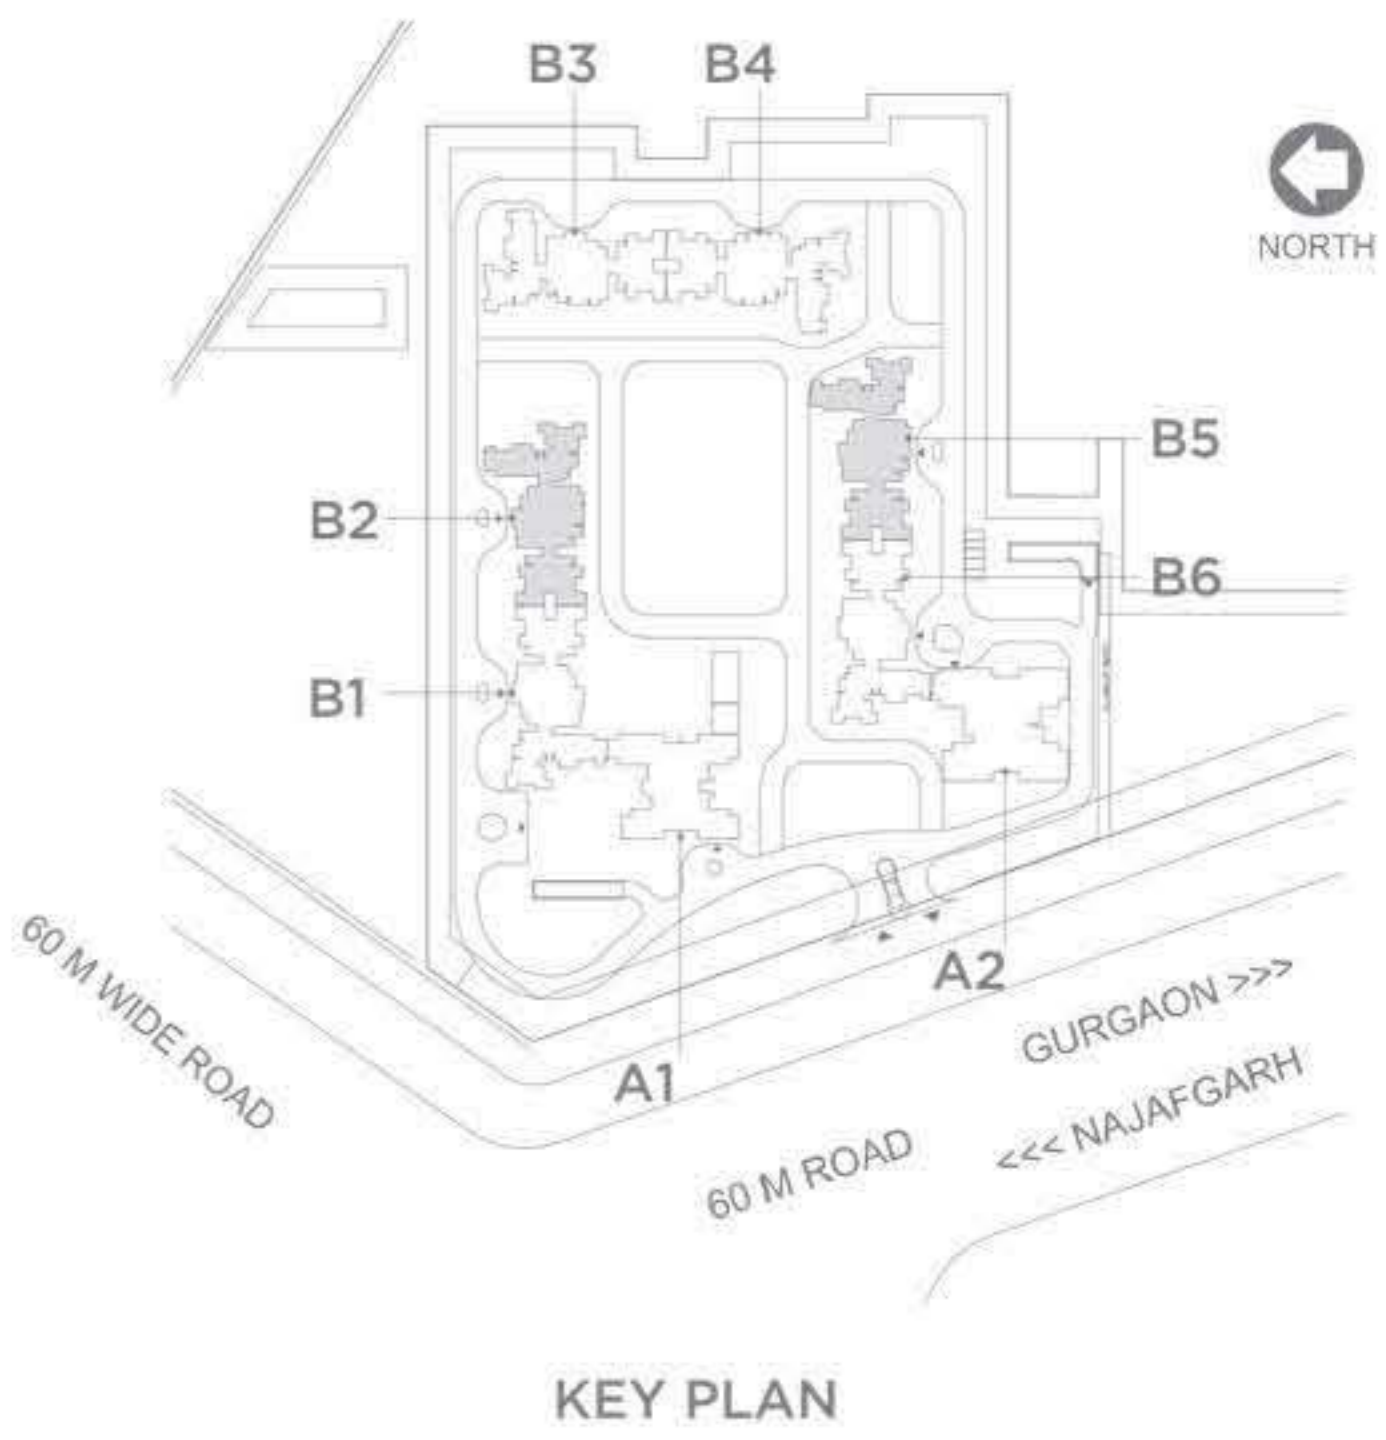 B3
B4
NORTH
B5
B2
B6
B1
60 M WIDE ROAD
A2
GURGAON >>>
A1
<<< NAJAFGARH
60 M ROAD
KEY PLAN